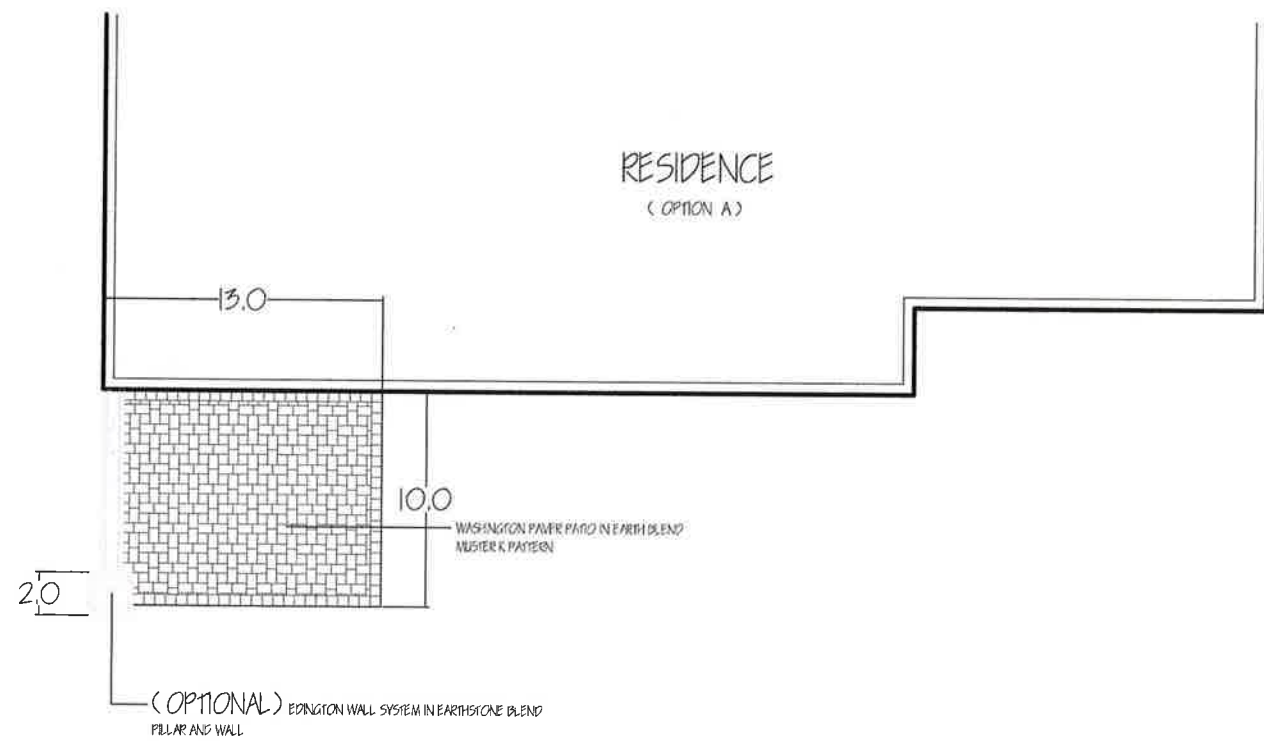 RESIDENCE
( OPTION A )
13.0
10.0
WASHINGTON PAVER PATIO IN EARTH BLEND
MUSTER K PATTERN
2.0
( OPTIONAL ) EDINGTON WALL SYSTEM IN EARTHSTONE BLEND
PILLAR AND WALL